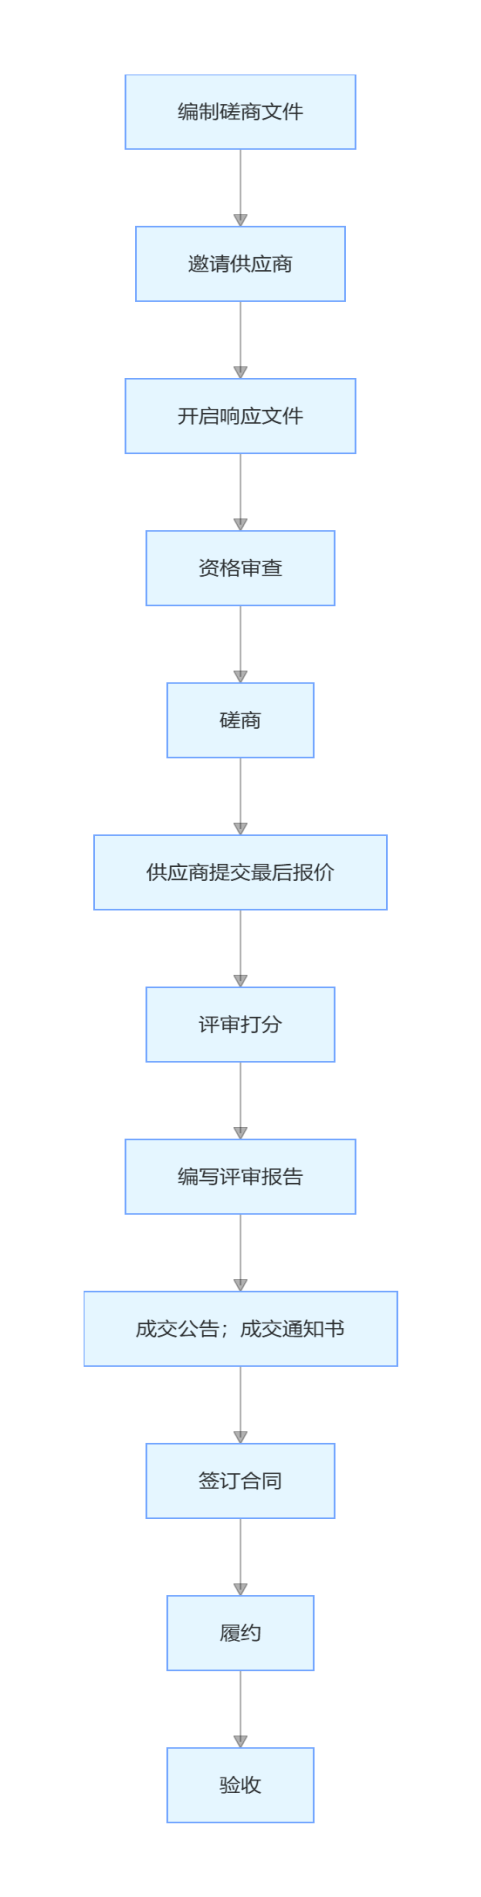 编制磋商文件
邀请供应商
开启响应文件
资格审查
磋商
供应商提交最后报价
评审打分
编写评审报告
成交公告；成交通知书
签订合同
履约
验收